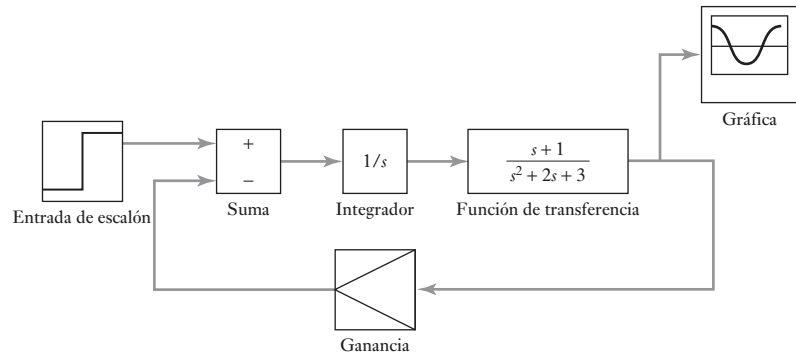 Gráfica
+
−
1/s
s + 1
s² + 2s + 3
Entrada de escalón
Suma
Integrador
Función de transferencia
Ganancia